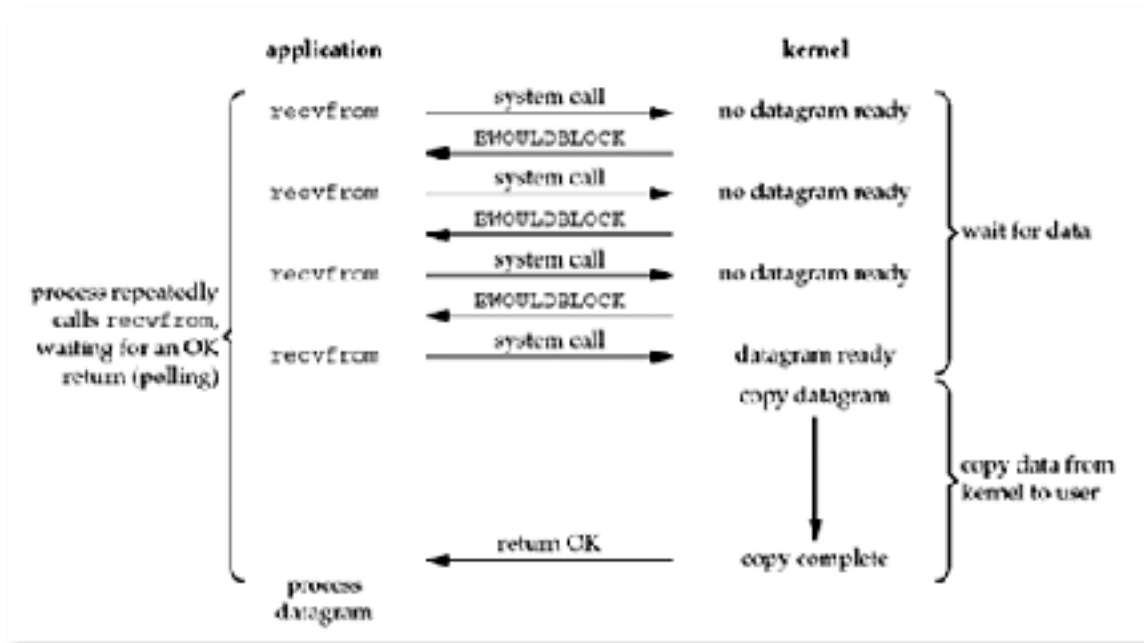 application
kernel
recvfrom
system call
no datagram ready
EWOULDBLOCK
recvfrom
system call
no datagram ready
EWOULDBLOCK
wait for data
recvfrom
system call
no datagram ready
EWOULDBLOCK
process repeatedly
calls recvfrom,
waiting for an OK
return (polling)
recvfrom
system call
datagram ready
copy datagram
copy data from
kernel to user
return OK
copy complete
process
datagram